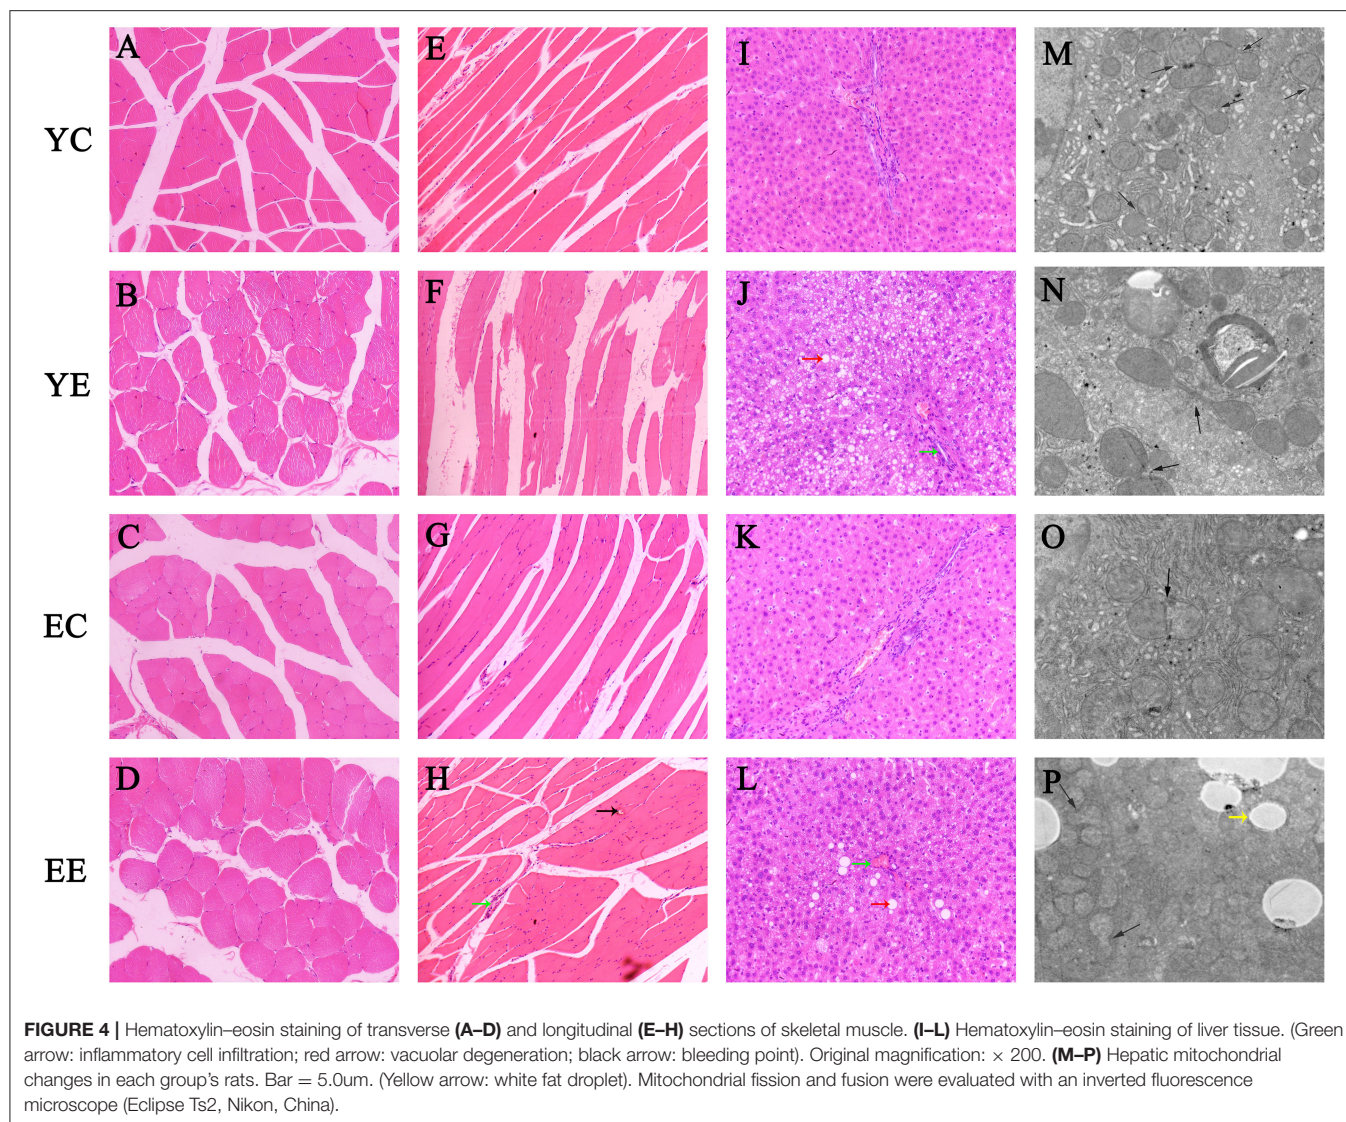 A E I M
YC
B F J N
YE
C G K O
EC
D H L P
EE
FIGURE 4 | Hematoxylin–eosin staining of transverse (A–D) and longitudinal (E–H) sections of skeletal muscle. (I–L) Hematoxylin–eosin staining of liver tissue. (Green
arrow: inflammatory cell infiltration; red arrow: vacuolar degeneration; black arrow: bleeding point). Original magnification: × 200. (M–P) Hepatic mitochondrial
changes in each group's rats. Bar = 5.0um. (Yellow arrow: white fat droplet). Mitochondrial fission and fusion were evaluated with an inverted fluorescence
microscope (Eclipse Ts2, Nikon, China).